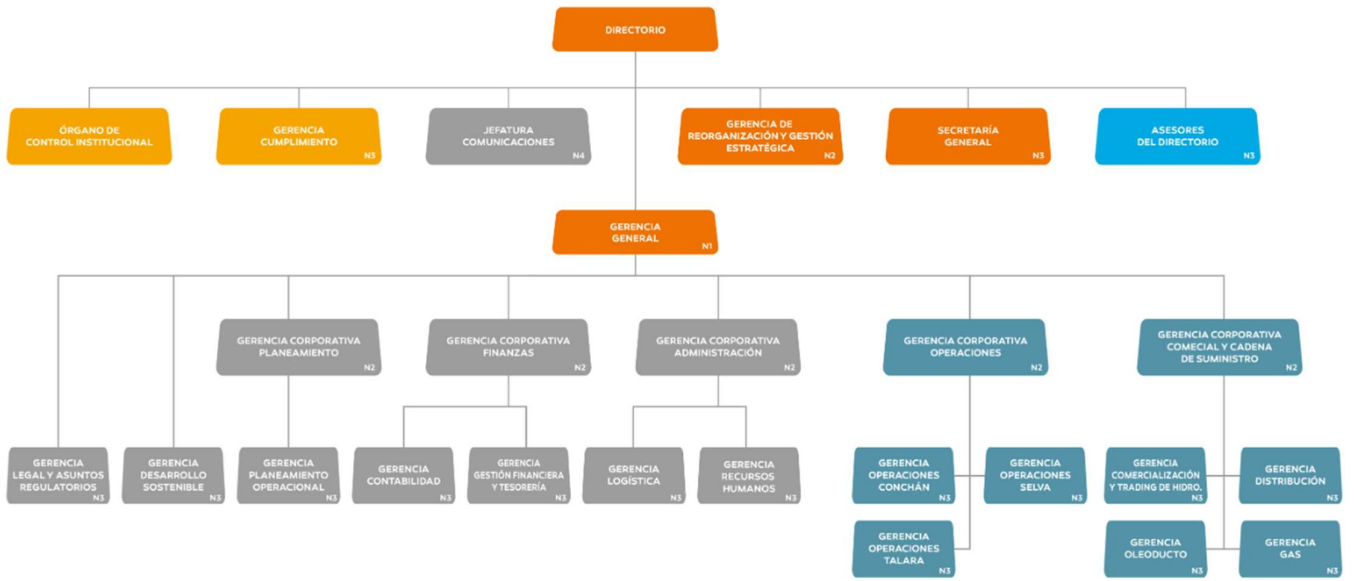 DIRECTORIO
ÓRGANO DE
CONTROL INSTITUCIONAL
GERENCIA
CUMPLIMIENTO
N3
JEFATURA
COMUNICACIONES
N4
GERENCIA DE
REORGANIZACIÓN Y GESTIÓN
ESTRATÉGICA
N2
SECRETARÍA
GENERAL
N3
ASESORES
DEL DIRECTORIO
N3
GERENCIA
GENERAL
N1
GERENCIA CORPORATIVA
PLANEAMIENTO
N2
GERENCIA CORPORATIVA
FINANZAS
N2
GERENCIA CORPORATIVA
ADMINISTRACIÓN
N2
GERENCIA CORPORATIVA
OPERACIONES
N2
GERENCIA CORPORATIVA
COMECIAL Y CADENA
DE SUMINISTRO
N2
GERENCIA
LEGAL Y ASUNTOS
REGULATORIOS
N3
GERENCIA
DESARROLLO
SOSTENIBLE
N3
GERENCIA
PLANEAMIENTO
OPERACIONAL
N3
GERENCIA
CONTABILIDAD
N3
GERENCIA
GESTIÓN FINANCIERA
Y TESORERÍA
N3
GERENCIA
LOGÍSTICA
N3
GERENCIA
RECURSOS
HUMANOS
N3
GERENCIA
OPERACIONES
CONCHÁN
N3
GERENCIA
OPERACIONES
SELVA
N3
GERENCIA
COMERCIALIZACIÓN
Y TRADING DE HIDRO.
N3
GERENCIA
DISTRIBUCIÓN
N3
GERENCIA
OPERACIONES
TALARA
N3
GERENCIA
OLEODUCTO
N3
GERENCIA
GAS
N3